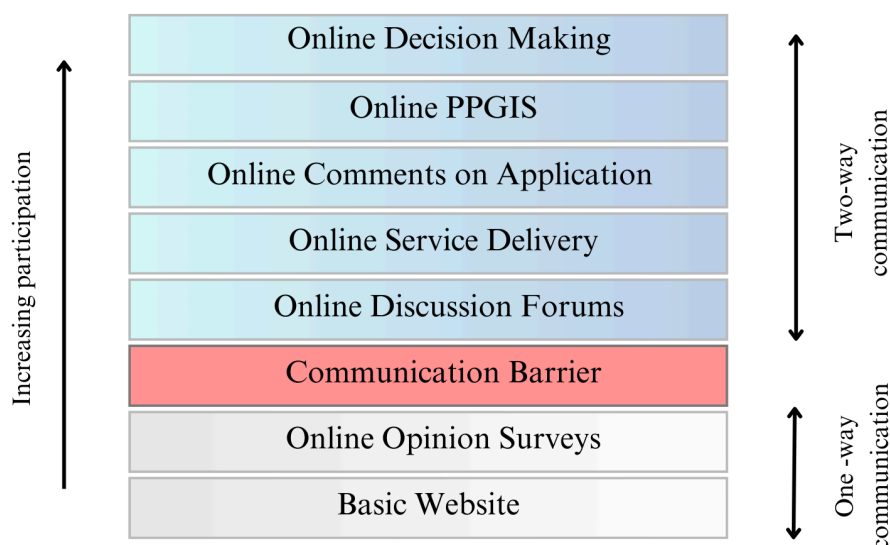 Online Decision Making
Online PPGIS
Online Comments on Application
Online Service Delivery
Online Discussion Forums
Communication Barrier
Online Opinion Surveys
Basic Website
Increasing participation
Two-way
communication
One -way
communication